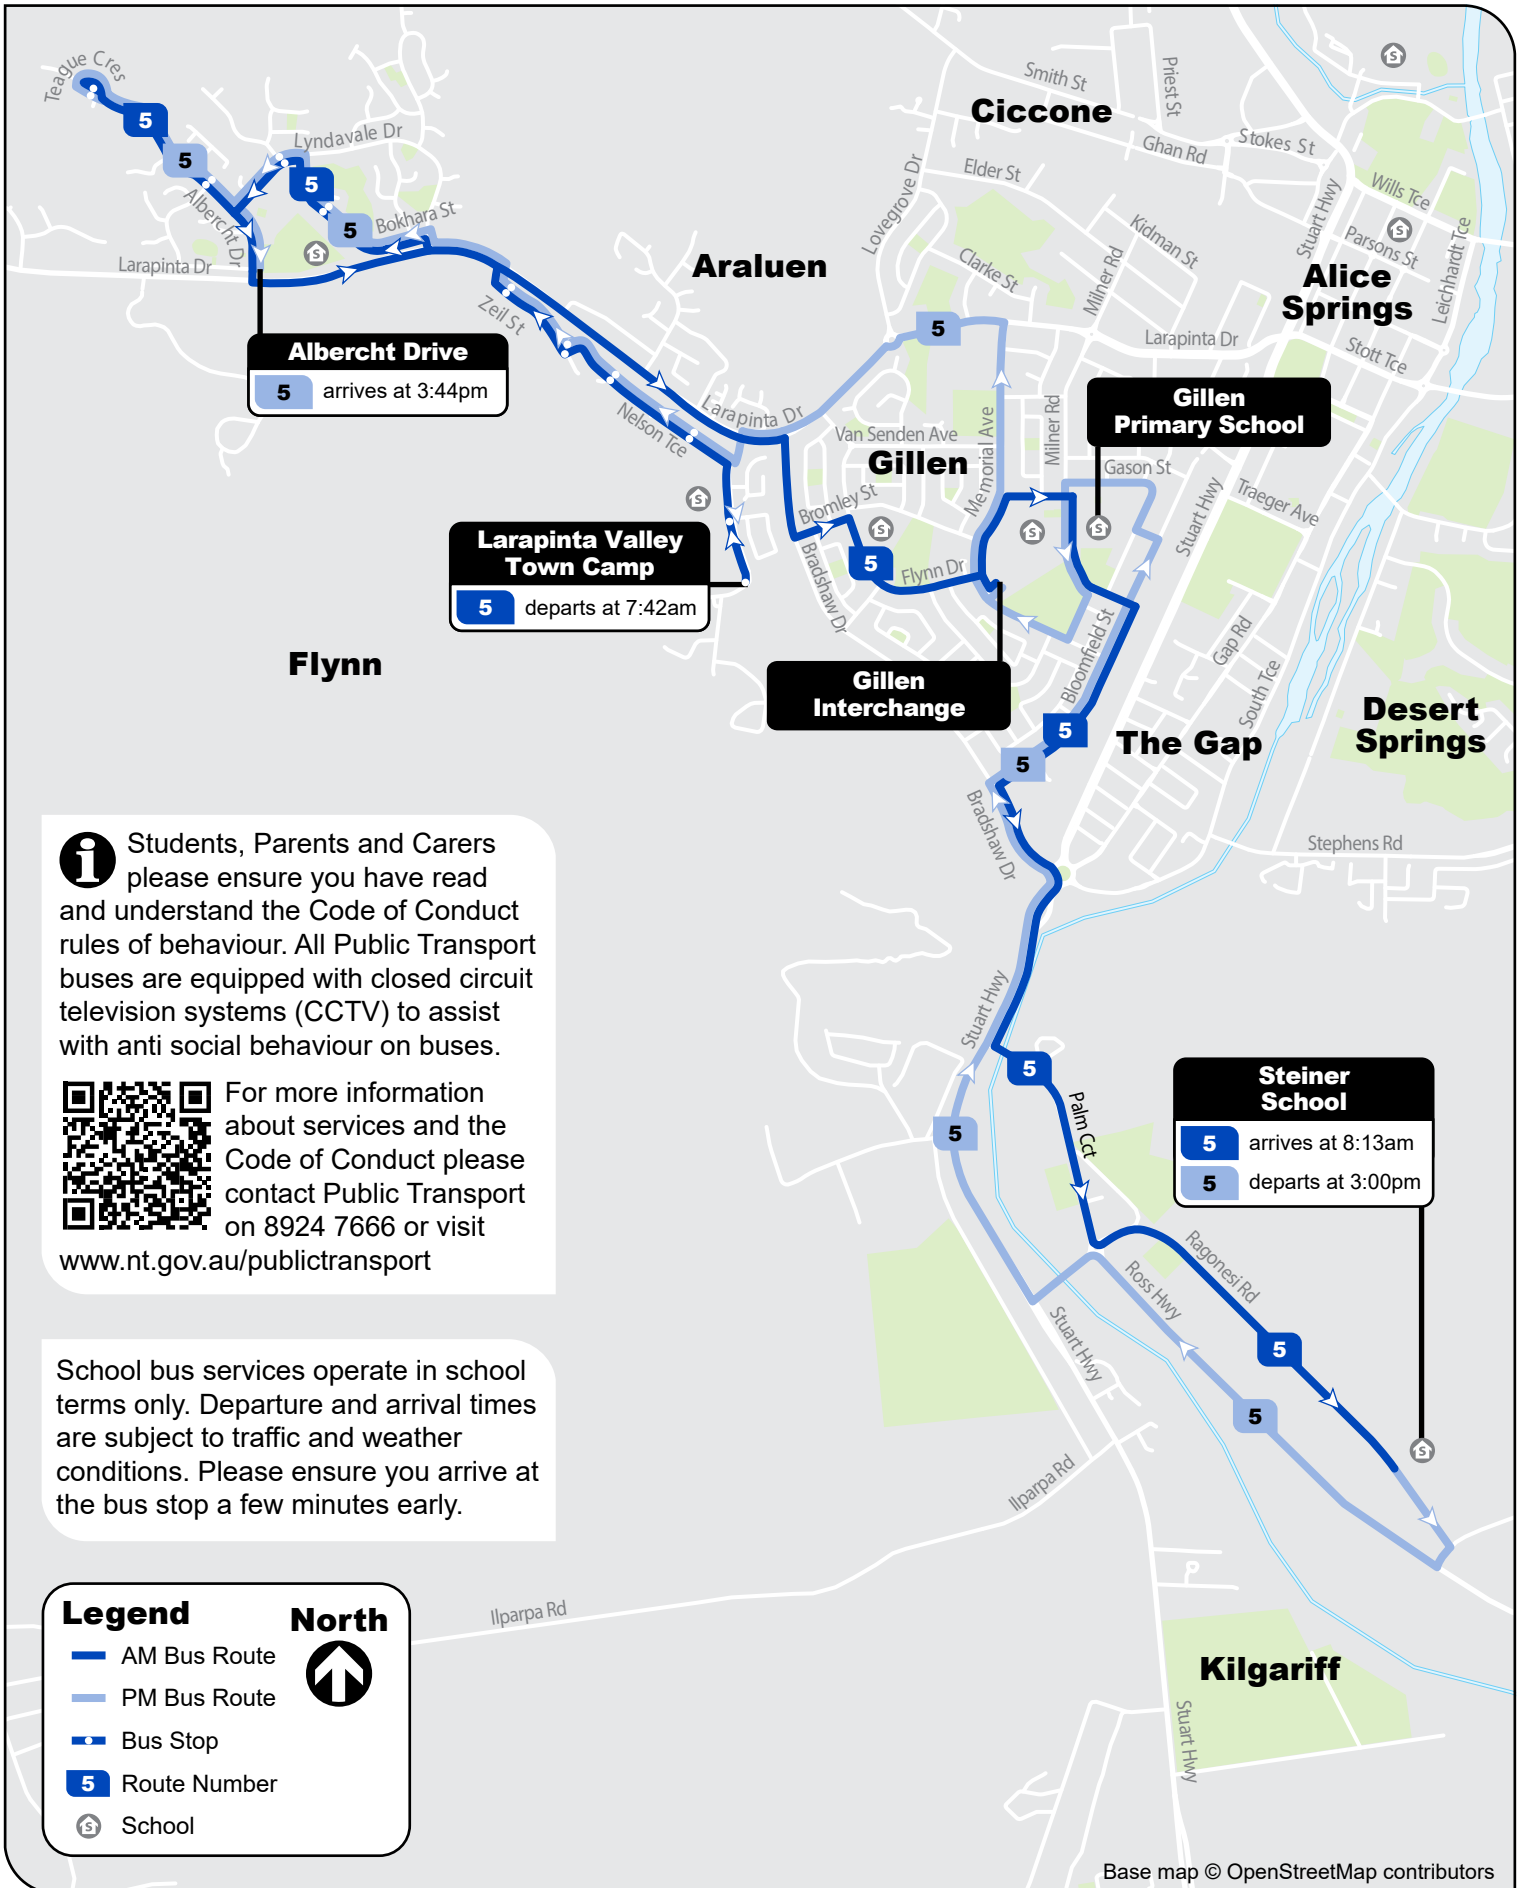 Teague Cres
5
5
Lyndavale Dr
5
5
Bokhara St
Albercht Dr
Larapinta Dr
Zeil St
Albercht Drive
5 arrives at 3:44pm
Nelson Tce
Larapinta Dr
Araluen
Ciccone
Smith St
Priest St
Ghan Rd
Stokes St
Elder St
Lovegrove Dr
Kidman St
Clarke St
Milner Rd
Stuart Hwy
Wills Tce
Parsons St
Leichhardt Tce
Alice
Springs
Larapinta Dr
Stott Tce
5
Gillen
Primary School
Van Senden Ave
Gillen
Memorial Ave
Milner Rd
Gason St
Stuart Hwy
Traeger Ave
Bromley St
Bradshaw Dr
5
Flynn Dr
Larapinta Valley
Town Camp
5 departs at 7:42am
Flynn
Gillen
Interchange
Bloomfield St
Gap Rd
South Tce
5
5
The Gap
Desert
Springs
Bradshaw Dr
Stephens Rd
i Students, Parents and Carers
please ensure you have read
and understand the Code of Conduct
rules of behaviour. All Public Transport
buses are equipped with closed circuit
television systems (CCTV) to assist
with anti social behaviour on buses.
For more information
about services and the
Code of Conduct please
contact Public Transport
on 8924 7666 or visit
www.nt.gov.au/publictransport
Stuart Hwy
5
5
Palm Cct
Steiner
School
5 arrives at 8:13am
5 departs at 3:00pm
Ragonesi Rd
Ross Hwy
Stuart Hwy
5
5
School bus services operate in school
terms only. Departure and arrival times
are subject to traffic and weather
conditions. Please ensure you arrive at
the bus stop a few minutes early.
Ilparpa Rd
Ilparpa Rd
Kilgariff
Stuart Hwy
Legend
North
AM Bus Route
PM Bus Route
Bus Stop
5 Route Number
S School
Base map © OpenStreetMap contributors